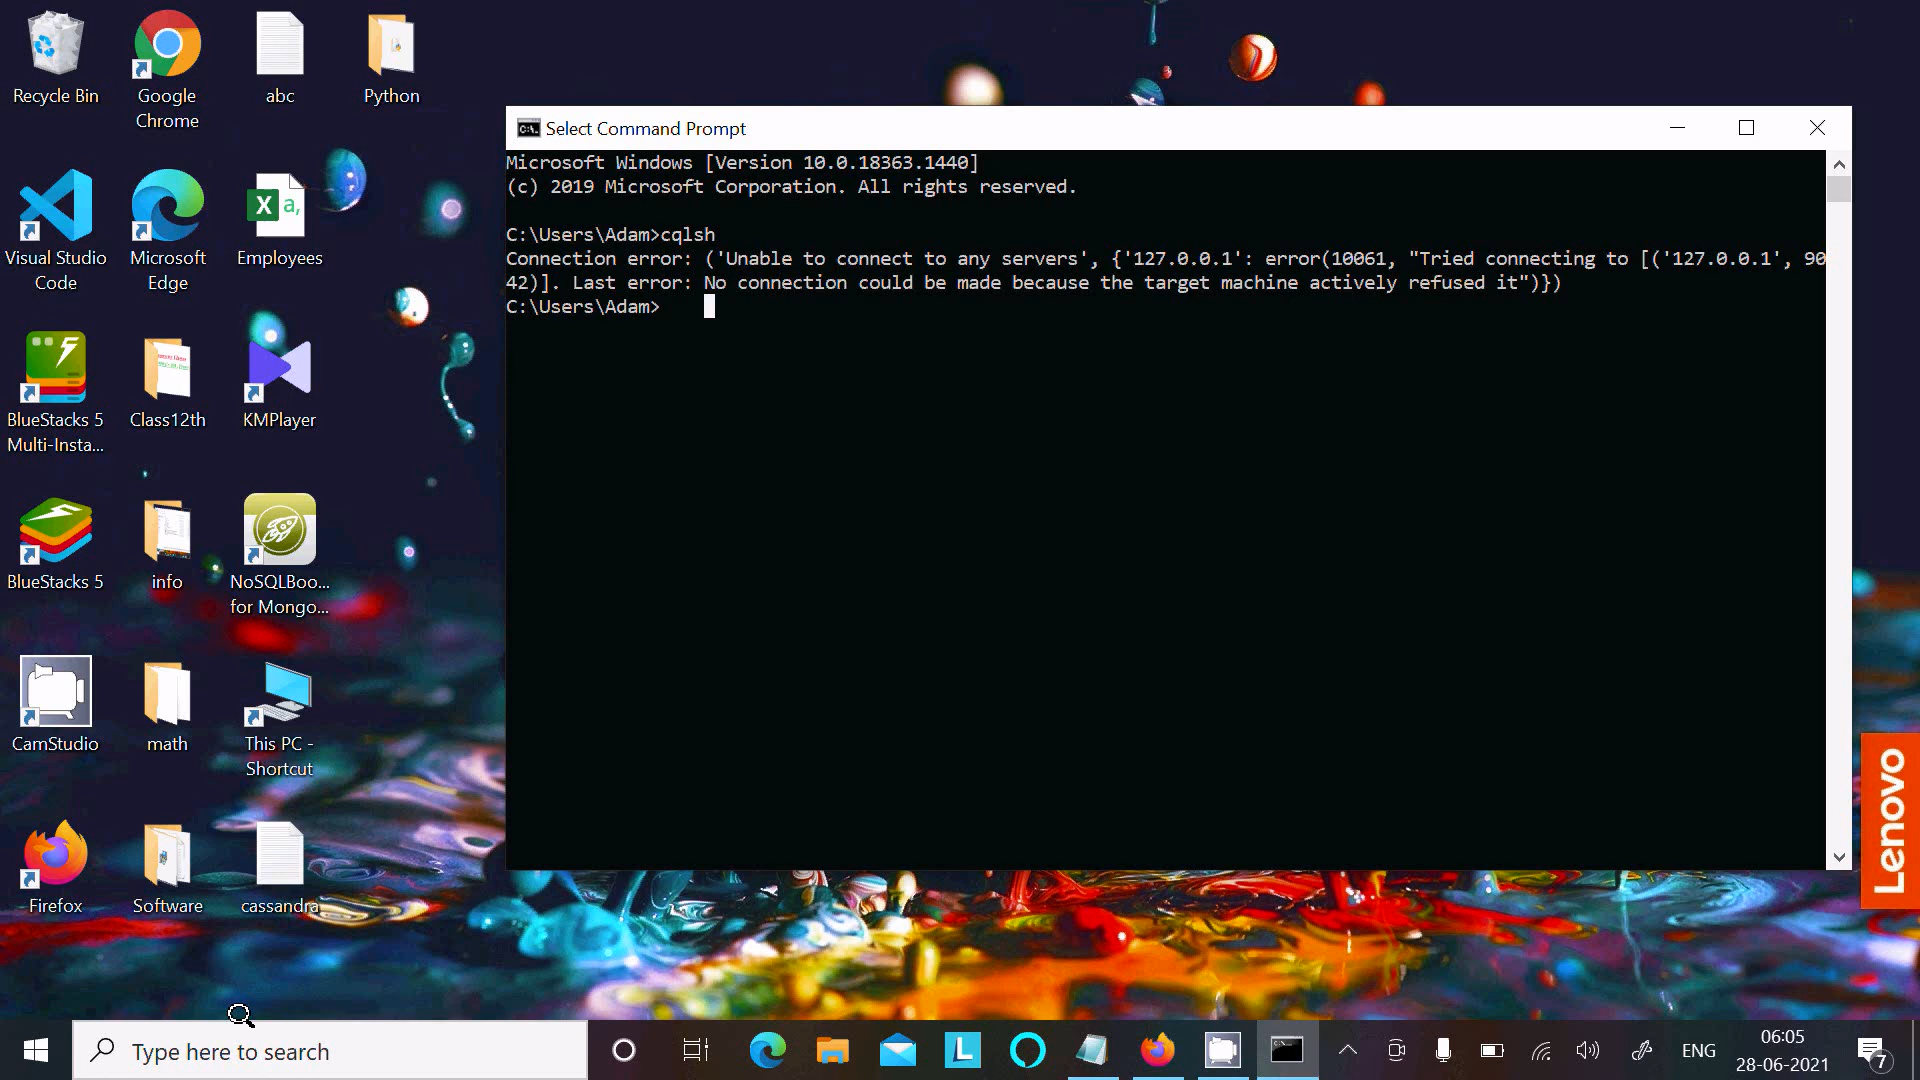 Recycle Bin
Google
Chrome
abc
Python
Visual Studio
Code
Microsoft
Edge
Employees
BlueStacks 5
Multi-Insta...
Class12th
KMPlayer
BlueStacks 5
info
NoSQLBoo...
for Mongo...
CamStudio
math
This PC -
Shortcut
Firefox
Software
cassandra
Select Command Prompt
Microsoft Windows [Version 10.0.18363.1440]
(c) 2019 Microsoft Corporation. All rights reserved.
C:\Users\Adam>cqlsh
Connection error: ('Unable to connect to any servers', {'127.0.0.1': error(10061, "Tried connecting to [('127.0.0.1', 90
42)]. Last error: No connection could be made because the target machine actively refused it")})
C:\Users\Adam>
Lenovo
Type here to search
ENG
06:05
28-06-2021
7